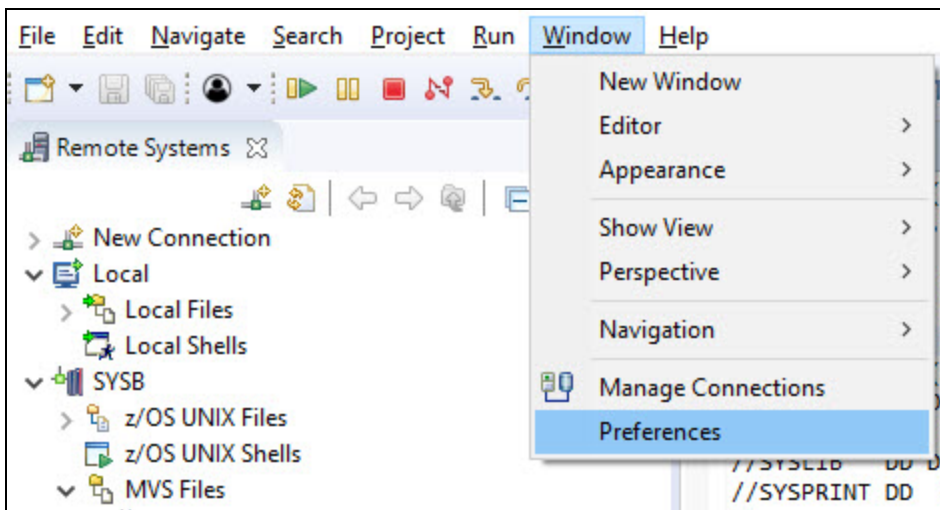 File Edit Navigate Search Project Run Window Help
New Window
Editor
Appearance
Show View
Perspective
Navigation
Manage Connections
Preferences
Remote Systems
New Connection
Local
Local Files
Local Shells
SYSB
z/OS UNIX Files
z/OS UNIX Shells
MVS Files
//SYSLIB DD D
//SYSPRINT DD